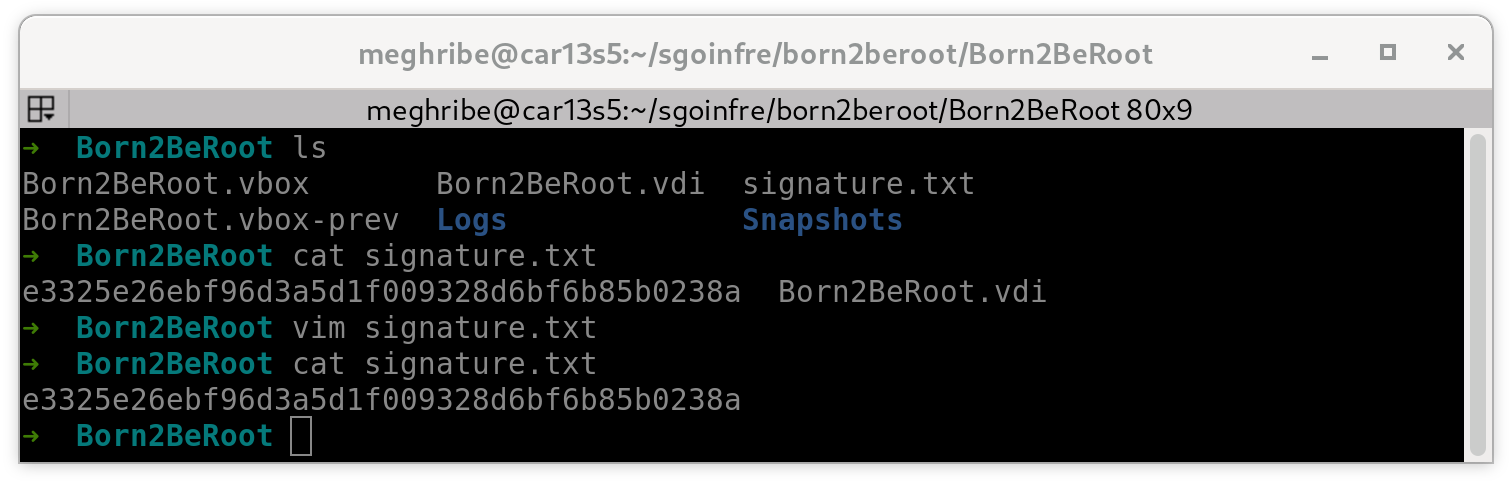 meghribe@car13s5:~/sgoinfre/born2beroot/Born2BeRoot
meghribe@car13s5:~/sgoinfre/born2beroot/Born2BeRoot 80x9
➜  Born2BeRoot ls
Born2BeRoot.vbox       Born2BeRoot.vdi  signature.txt
Born2BeRoot.vbox-prev  Logs             Snapshots
➜  Born2BeRoot cat signature.txt
e3325e26ebf96d3a5d1f009328d6bf6b85b0238a  Born2BeRoot.vdi
➜  Born2BeRoot vim signature.txt
➜  Born2BeRoot cat signature.txt
e3325e26ebf96d3a5d1f009328d6bf6b85b0238a
➜  Born2BeRoot